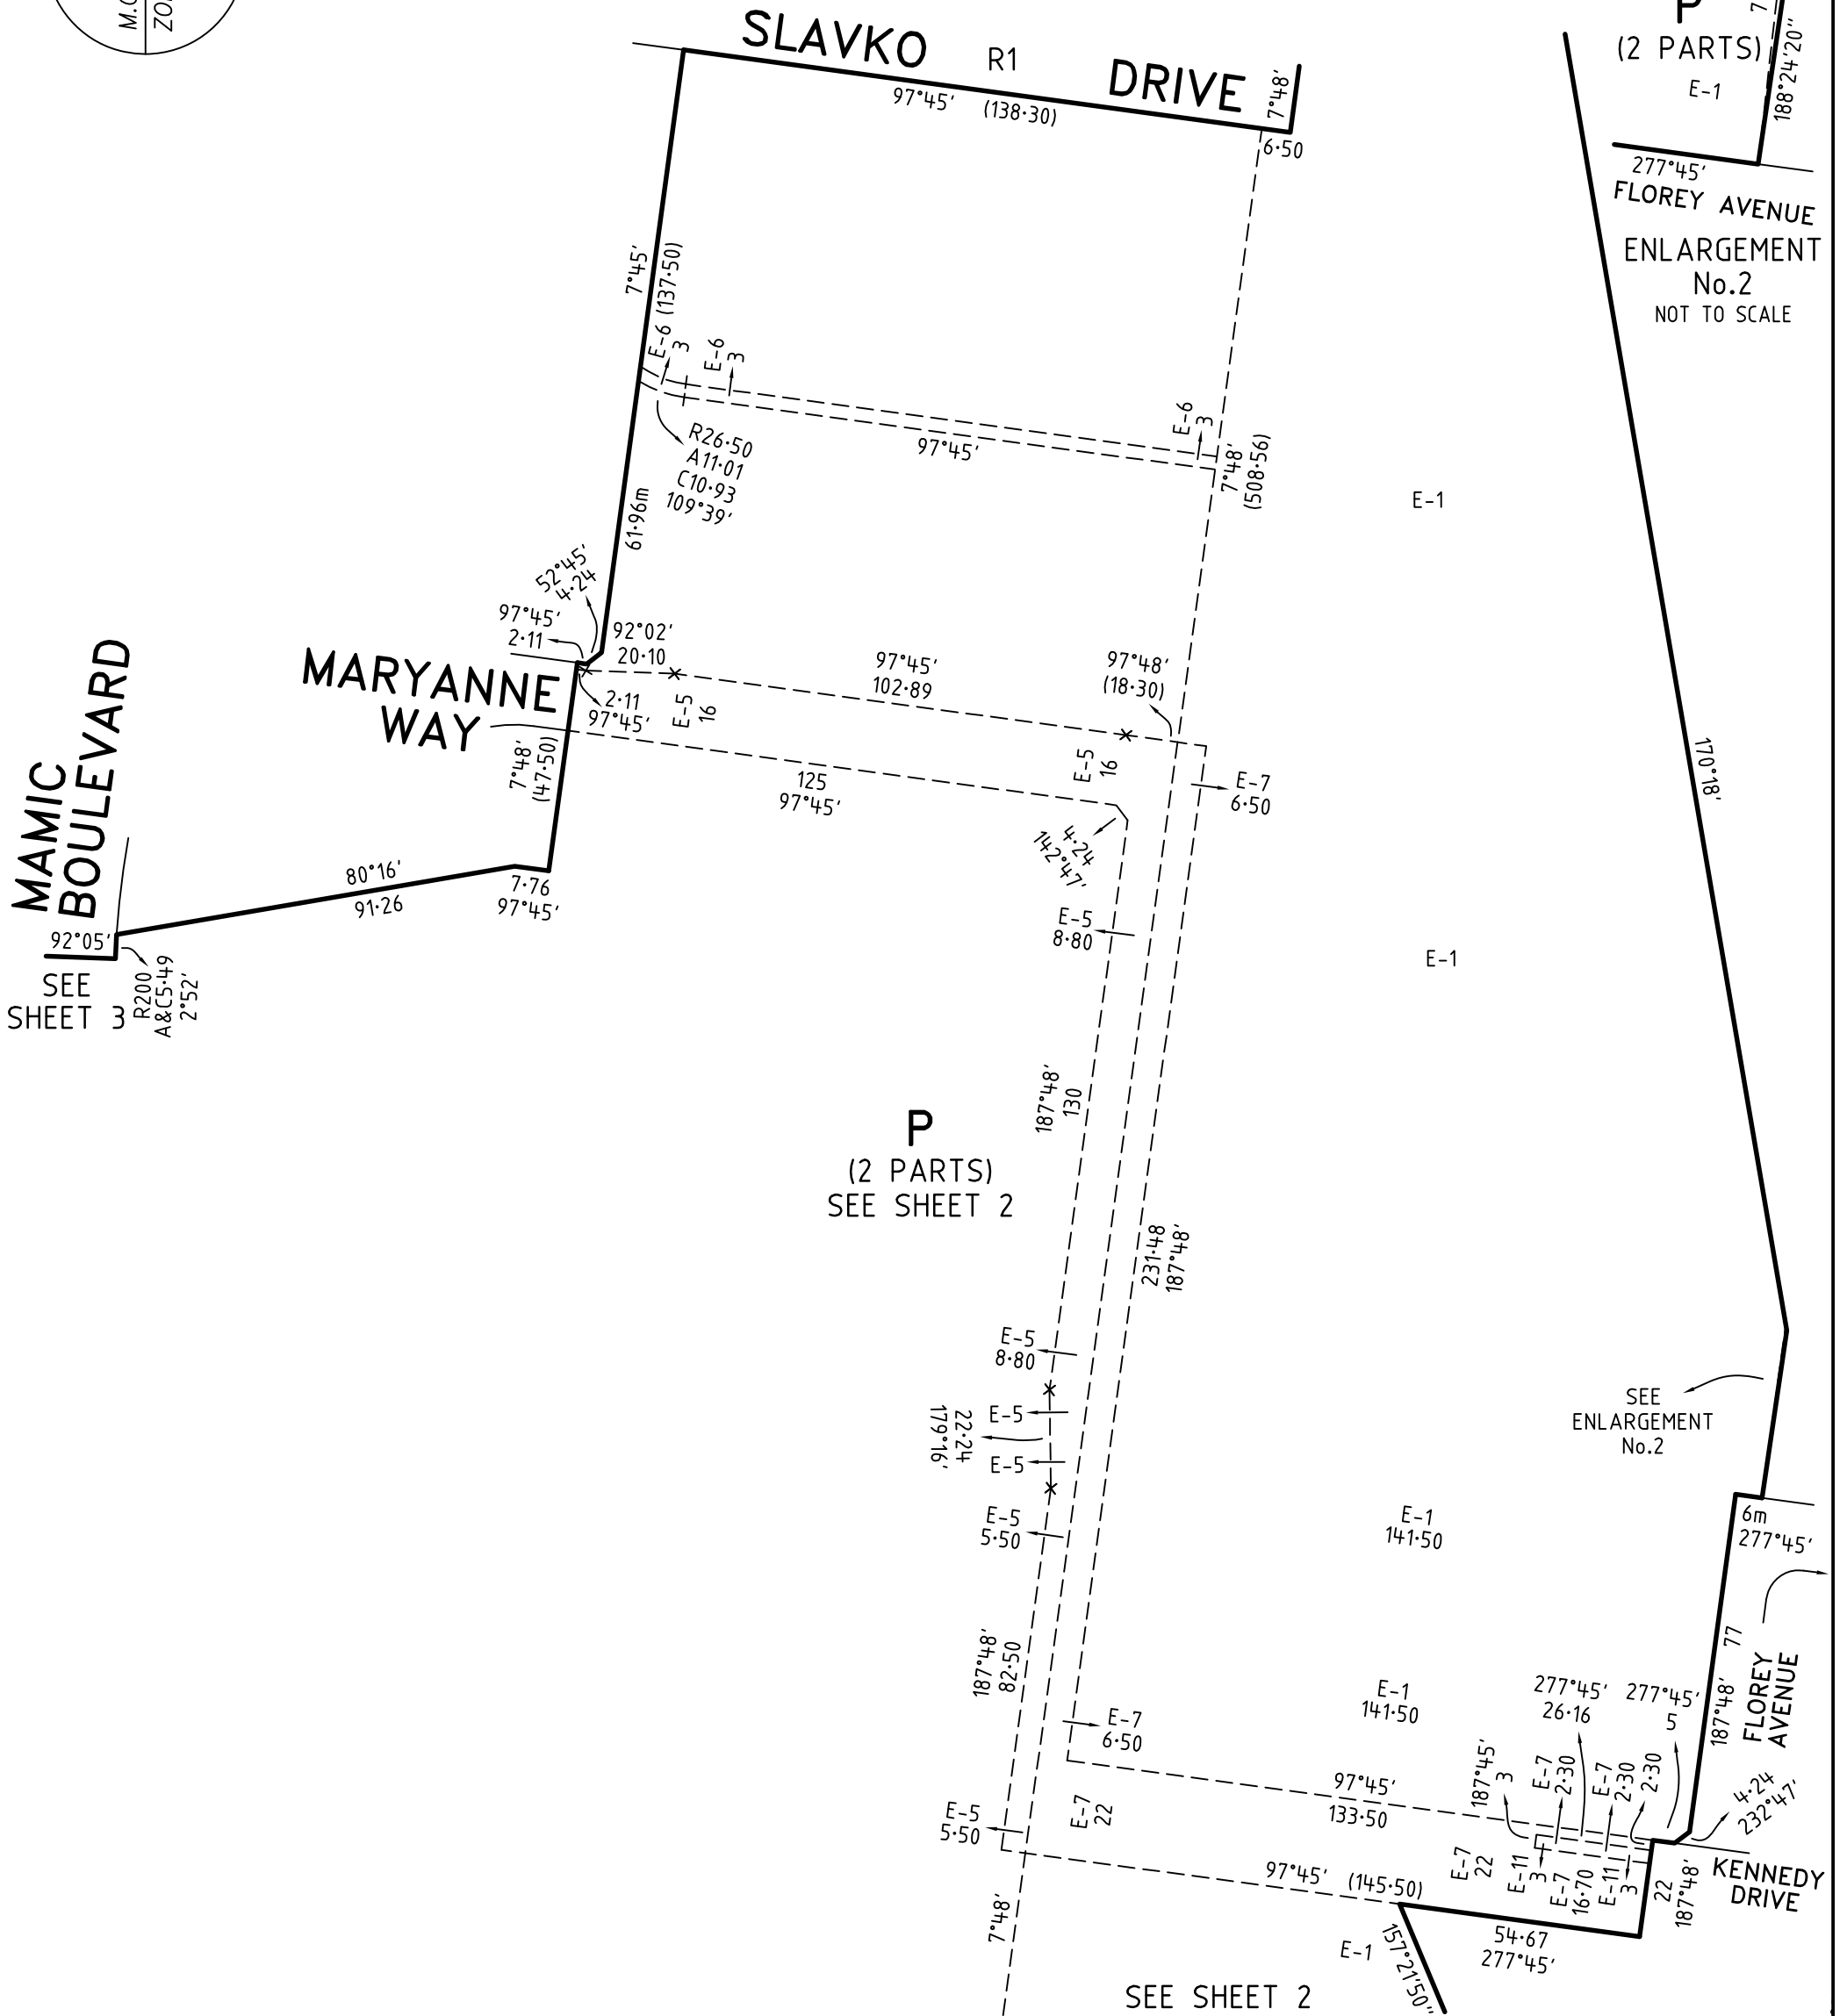 M.G
ZO
SLAVKO DRIVE
R1
97°45' (138·30)
7°48'
6·50
P
(2 PARTS)
E-1
7
188°24'20"
277°45'
FLOREY AVENUE
ENLARGEMENT
No.2
NOT TO SCALE
7°45'
(137·50)
E-6
3
E-6
3
E-6
3
97°45'
R26·50
A11·01
C10·93
109°39'
7°48'
(508·56)
E-1
61·96m
52°45'
4·24
97°45'
2·11
92°02'
20·10
97°45'
102·89
97°48'
(18·30)
MARYANNE
WAY
2·11
97°45'
E-5
16
E-5
16
E-7
6·50
7°48'
(47·50)
125
97°45'
4·24
142°47'
170°18'
MAMIC
BOULEVARD
80°16'
91·26
7·76
97°45'
92°05'
SEE
SHEET 3
R200
A&C5·49
2°52'
E-5
8·80
E-1
187°48'
130
P
(2 PARTS)
SEE SHEET 2
231·48
187°48'
E-5
8·80
E-5
22·24
179°16'
E-5
E-5
5·50
SEE
ENLARGEMENT
No.2
E-1
141·50
6m
277°45'
187°48'
82·50
E-7
6·50
E-1
141·50
277°45'
26·16
277°45'
5
187°48'
77
FLOREY
AVENUE
187°45'
3
E-7
2·30
E-7
2·30
2·30
4·24
232°47'
97°45'
133·50
E-5
5·50
E-7
22
E-7
22
E-11
3
E-7
16·70
E-11
3
22
187°48'
KENNEDY
DRIVE
97°45' (145·50)
7°48'
54·67
277°45'
E-1
157°21'50"
SEE SHEET 2